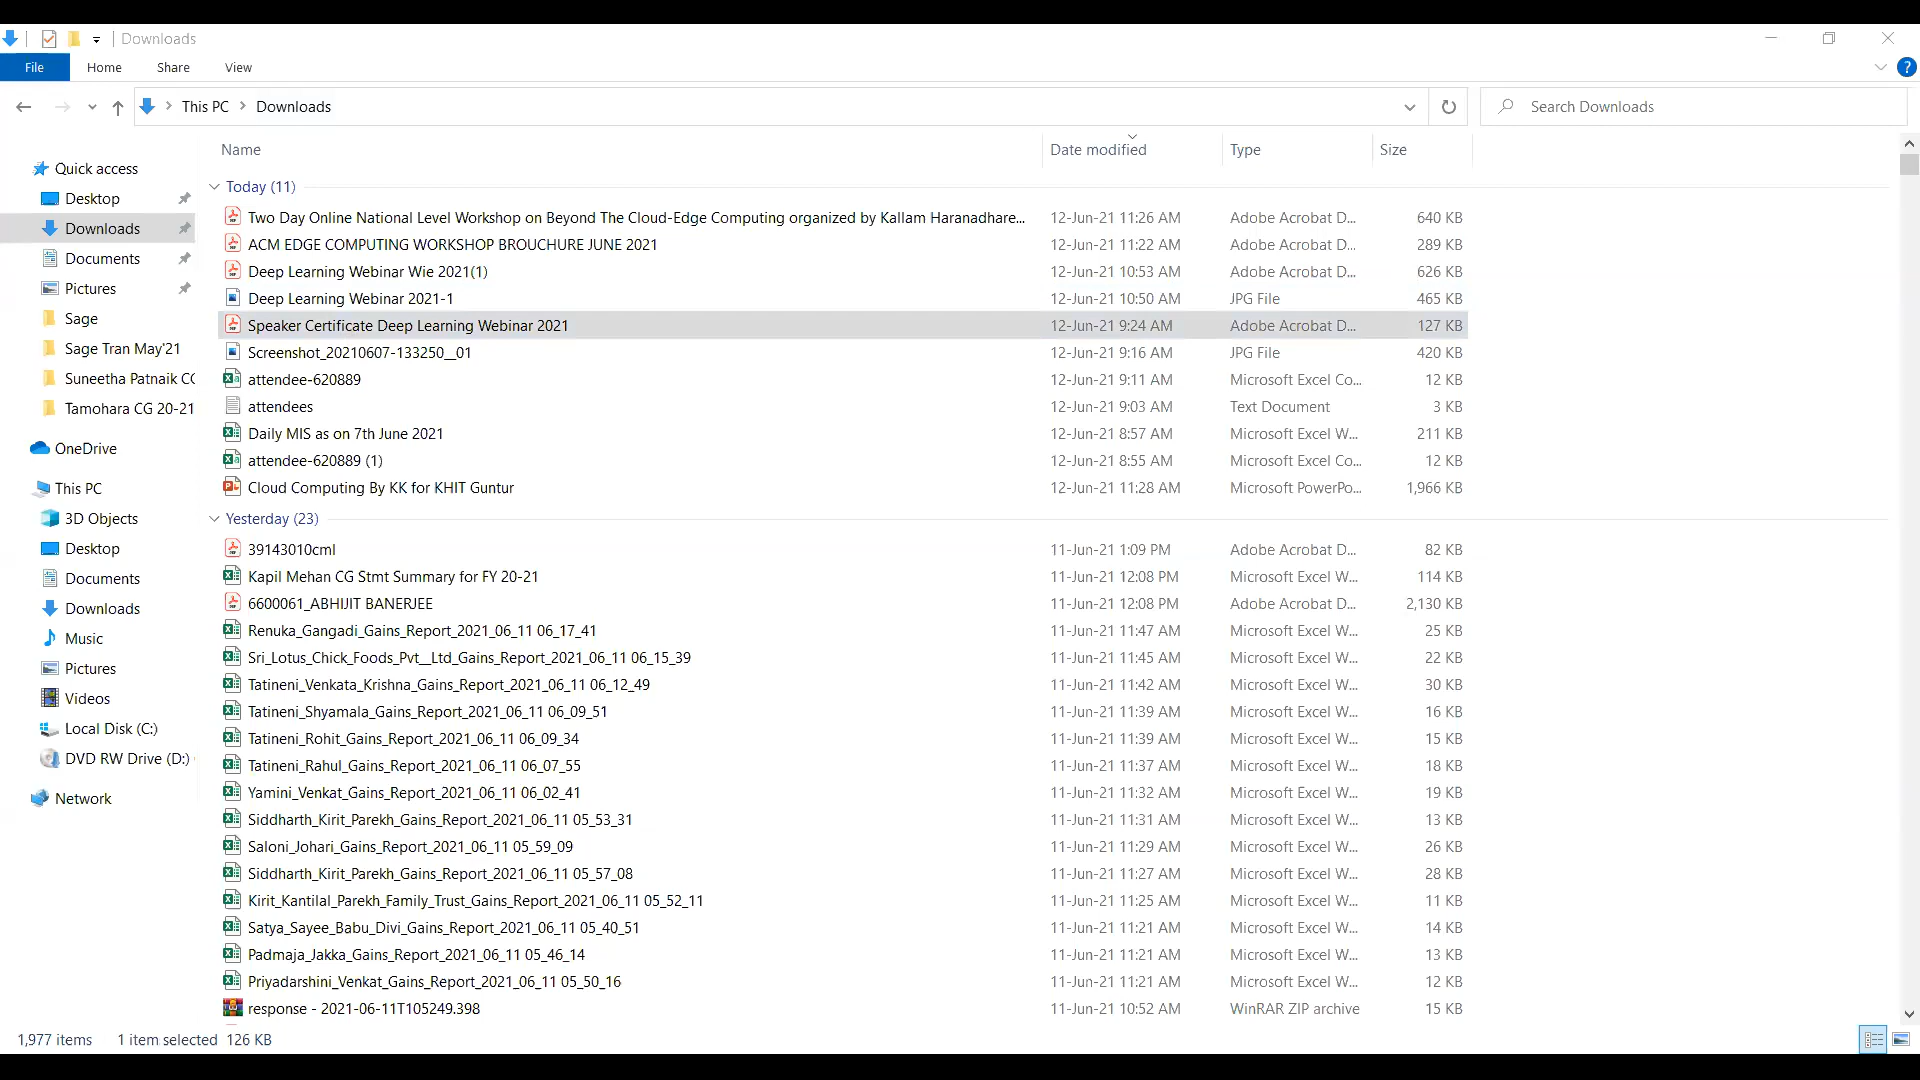 Downloads
File Home Share View
This PC Downloads Search Downloads
Name Date modified Type Size
Quick access
Desktop
Downloads
Documents
Pictures
Sage
Sage Tran May'21
Suneetha Patnaik CG
Tamohara CG 20-21
OneDrive
This PC
3D Objects
Desktop
Documents
Downloads
Music
Pictures
Videos
Local Disk (C:)
DVD RW Drive (D:)
Network
Today (11)
Two Day Online National Level Workshop on Beyond The Cloud-Edge Computing organized by Kallam Haranadhare... 12-Jun-21 11:26 AM Adobe Acrobat D... 640 KB
ACM EDGE COMPUTING WORKSHOP BROUCHURE JUNE 2021 12-Jun-21 11:22 AM Adobe Acrobat D... 289 KB
Deep Learning Webinar Wie 2021(1) 12-Jun-21 10:53 AM Adobe Acrobat D... 626 KB
Deep Learning Webinar 2021-1 12-Jun-21 10:50 AM JPG File 465 KB
Speaker Certificate Deep Learning Webinar 2021 12-Jun-21 9:24 AM Adobe Acrobat D... 127 KB
Screenshot_20210607-133250__01 12-Jun-21 9:16 AM JPG File 420 KB
attendee-620889 12-Jun-21 9:11 AM Microsoft Excel Co... 12 KB
attendees 12-Jun-21 9:03 AM Text Document 3 KB
Daily MIS as on 7th June 2021 12-Jun-21 8:57 AM Microsoft Excel W... 211 KB
attendee-620889 (1) 12-Jun-21 8:55 AM Microsoft Excel Co... 12 KB
Cloud Computing By KK for KHIT Guntur 12-Jun-21 11:28 AM Microsoft PowerPo... 1,966 KB
Yesterday (23)
39143010cml 11-Jun-21 1:09 PM Adobe Acrobat D... 82 KB
Kapil Mehan CG Stmt Summary for FY 20-21 11-Jun-21 12:08 PM Microsoft Excel W... 114 KB
6600061_ABHIJIT BANERJEE 11-Jun-21 12:08 PM Adobe Acrobat D... 2,130 KB
Renuka_Gangadi_Gains_Report_2021_06_11 06_17_41 11-Jun-21 11:47 AM Microsoft Excel W... 25 KB
Sri_Lotus_Chick_Foods_Pvt__Ltd_Gains_Report_2021_06_11 06_15_39 11-Jun-21 11:45 AM Microsoft Excel W... 22 KB
Tatineni_Venkata_Krishna_Gains_Report_2021_06_11 06_12_49 11-Jun-21 11:42 AM Microsoft Excel W... 30 KB
Tatineni_Shyamala_Gains_Report_2021_06_11 06_09_51 11-Jun-21 11:39 AM Microsoft Excel W... 16 KB
Tatineni_Rohit_Gains_Report_2021_06_11 06_09_34 11-Jun-21 11:39 AM Microsoft Excel W... 15 KB
Tatineni_Rahul_Gains_Report_2021_06_11 06_07_55 11-Jun-21 11:37 AM Microsoft Excel W... 18 KB
Yamini_Venkat_Gains_Report_2021_06_11 06_02_41 11-Jun-21 11:32 AM Microsoft Excel W... 19 KB
Siddharth_Kirit_Parekh_Gains_Report_2021_06_11 05_53_31 11-Jun-21 11:31 AM Microsoft Excel W... 13 KB
Saloni_Johari_Gains_Report_2021_06_11 05_59_09 11-Jun-21 11:29 AM Microsoft Excel W... 26 KB
Siddharth_Kirit_Parekh_Gains_Report_2021_06_11 05_57_08 11-Jun-21 11:27 AM Microsoft Excel W... 28 KB
Kirit_Kantilal_Parekh_Family_Trust_Gains_Report_2021_06_11 05_52_11 11-Jun-21 11:25 AM Microsoft Excel W... 11 KB
Satya_Sayee_Babu_Divi_Gains_Report_2021_06_11 05_40_51 11-Jun-21 11:21 AM Microsoft Excel W... 14 KB
Padmaja_Jakka_Gains_Report_2021_06_11 05_46_14 11-Jun-21 11:21 AM Microsoft Excel W... 13 KB
Priyadarshini_Venkat_Gains_Report_2021_06_11 05_50_16 11-Jun-21 11:21 AM Microsoft Excel W... 12 KB
response - 2021-06-11T105249.398 11-Jun-21 10:52 AM WinRAR ZIP archive 15 KB
1,977 items 1 item selected 126 KB